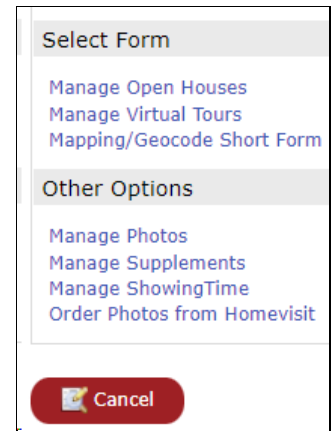 Select Form
Manage Open Houses
Manage Virtual Tours
Mapping/Geocode Short Form
Other Options
Manage Photos
Manage Supplements
Manage ShowingTime
Order Photos from Homevisit
Cancel